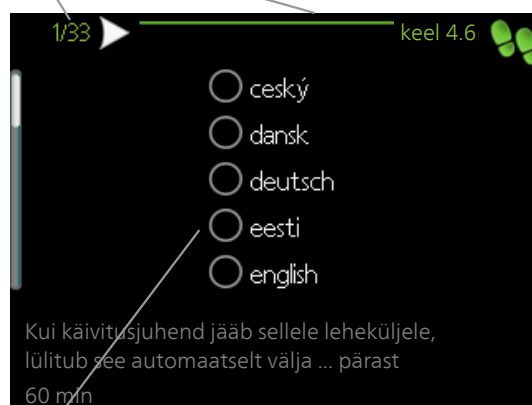 1/33 keel 4.6
ceský
dansk
deutsch
eesti
english
Kui käivitusjuhend jääb sellele leheküljele,
lülitub see automaatselt välja ... pärast
60 min